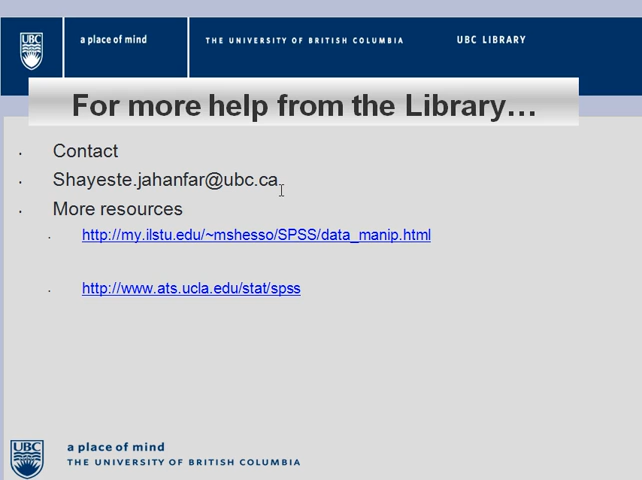 UBC
a place of mind
THE UNIVERSITY OF BRITISH COLUMBIA
UBC LIBRARY
For more help from the Library…
• Contact
• Shayeste.jahanfar@ubc.ca
• More resources
• http://my.ilstu.edu/~mshesso/SPSS/data_manip.html
• http://www.ats.ucla.edu/stat/spss
UBC
a place of mind
THE UNIVERSITY OF BRITISH COLUMBIA